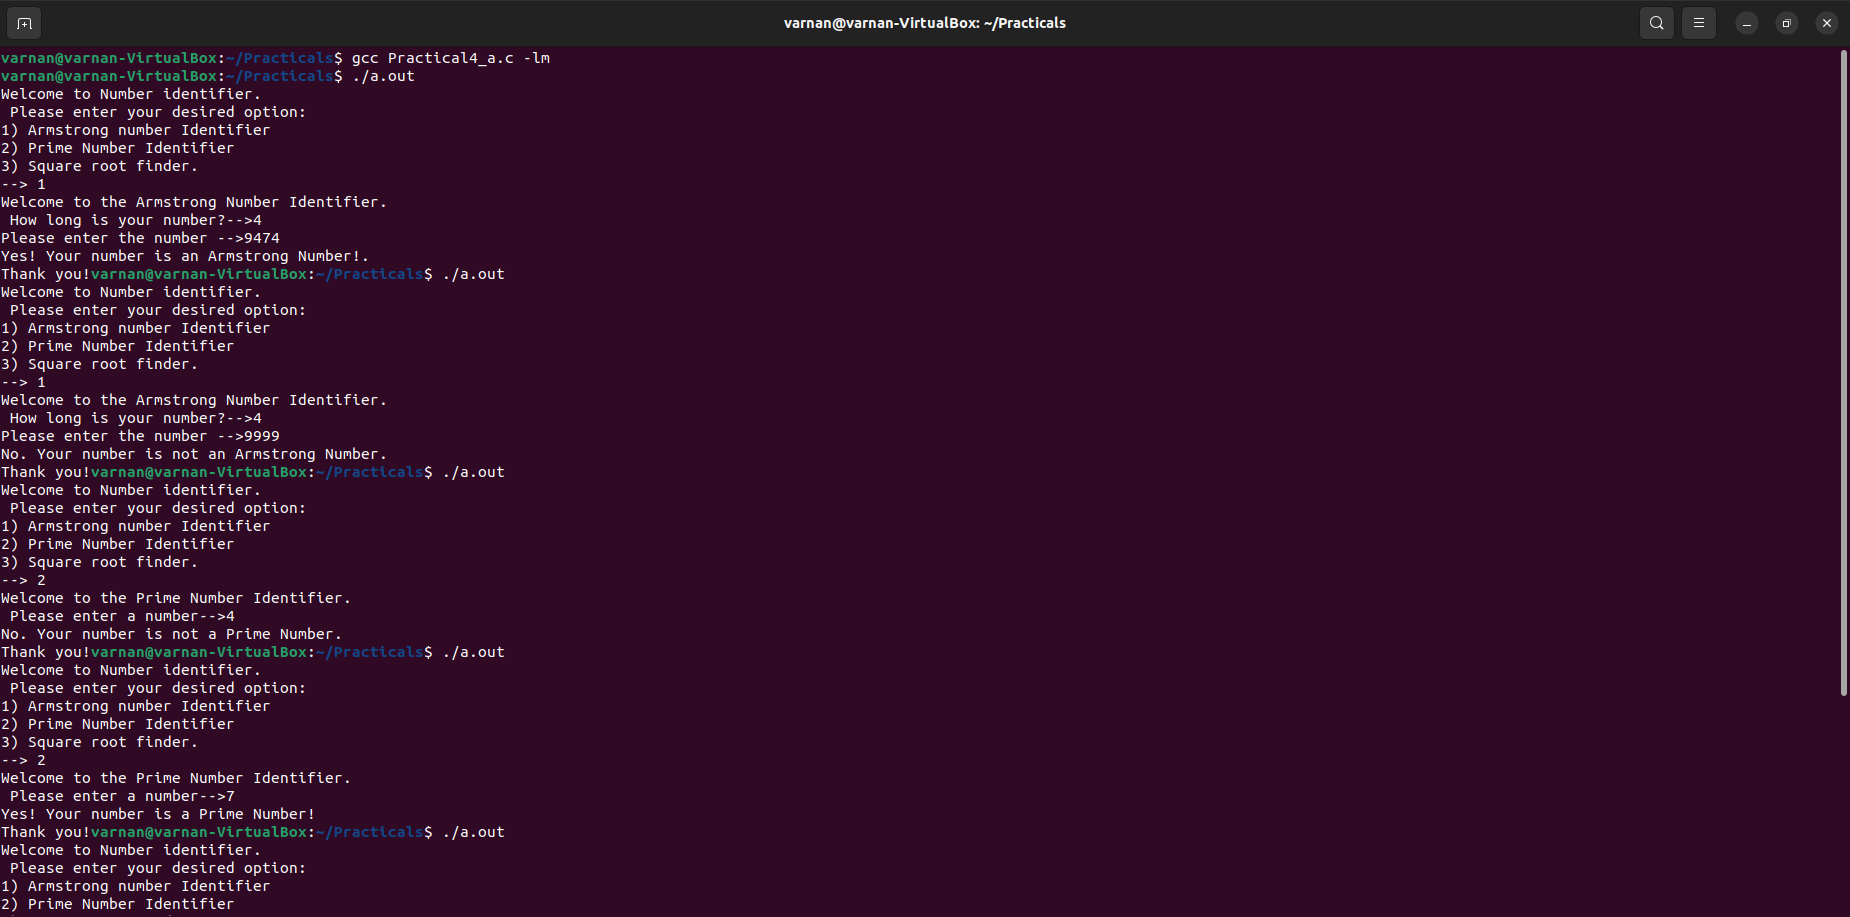 varnan@varnan-VirtualBox: ~/Practicals
varnan@varnan-VirtualBox:~/Practicals$ gcc Practical4_a.c -lm
varnan@varnan-VirtualBox:~/Practicals$ ./a.out
Welcome to Number identifier.
 Please enter your desired option:
1) Armstrong number Identifier
2) Prime Number Identifier
3) Square root finder.
--> 1
Welcome to the Armstrong Number Identifier.
 How long is your number?-->4
Please enter the number -->9474
Yes! Your number is an Armstrong Number!.
Thank you!varnan@varnan-VirtualBox:~/Practicals$ ./a.out
Welcome to Number identifier.
 Please enter your desired option:
1) Armstrong number Identifier
2) Prime Number Identifier
3) Square root finder.
--> 1
Welcome to the Armstrong Number Identifier.
 How long is your number?-->4
Please enter the number -->9999
No. Your number is not an Armstrong Number.
Thank you!varnan@varnan-VirtualBox:~/Practicals$ ./a.out
Welcome to Number identifier.
 Please enter your desired option:
1) Armstrong number Identifier
2) Prime Number Identifier
3) Square root finder.
--> 2
Welcome to the Prime Number Identifier.
 Please enter a number-->4
No. Your number is not a Prime Number.
Thank you!varnan@varnan-VirtualBox:~/Practicals$ ./a.out
Welcome to Number identifier.
 Please enter your desired option:
1) Armstrong number Identifier
2) Prime Number Identifier
3) Square root finder.
--> 2
Welcome to the Prime Number Identifier.
 Please enter a number-->7
Yes! Your number is a Prime Number!
Thank you!varnan@varnan-VirtualBox:~/Practicals$ ./a.out
Welcome to Number identifier.
 Please enter your desired option:
1) Armstrong number Identifier
2) Prime Number Identifier